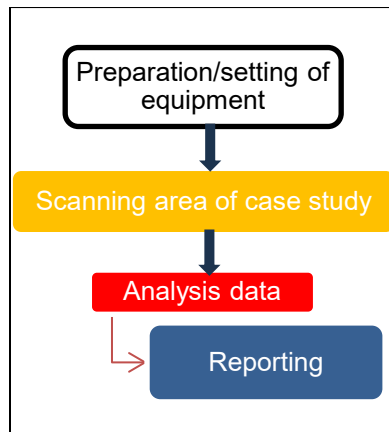 Preparation/setting of
equipment
Scanning area of case study
Analysis data
Reporting